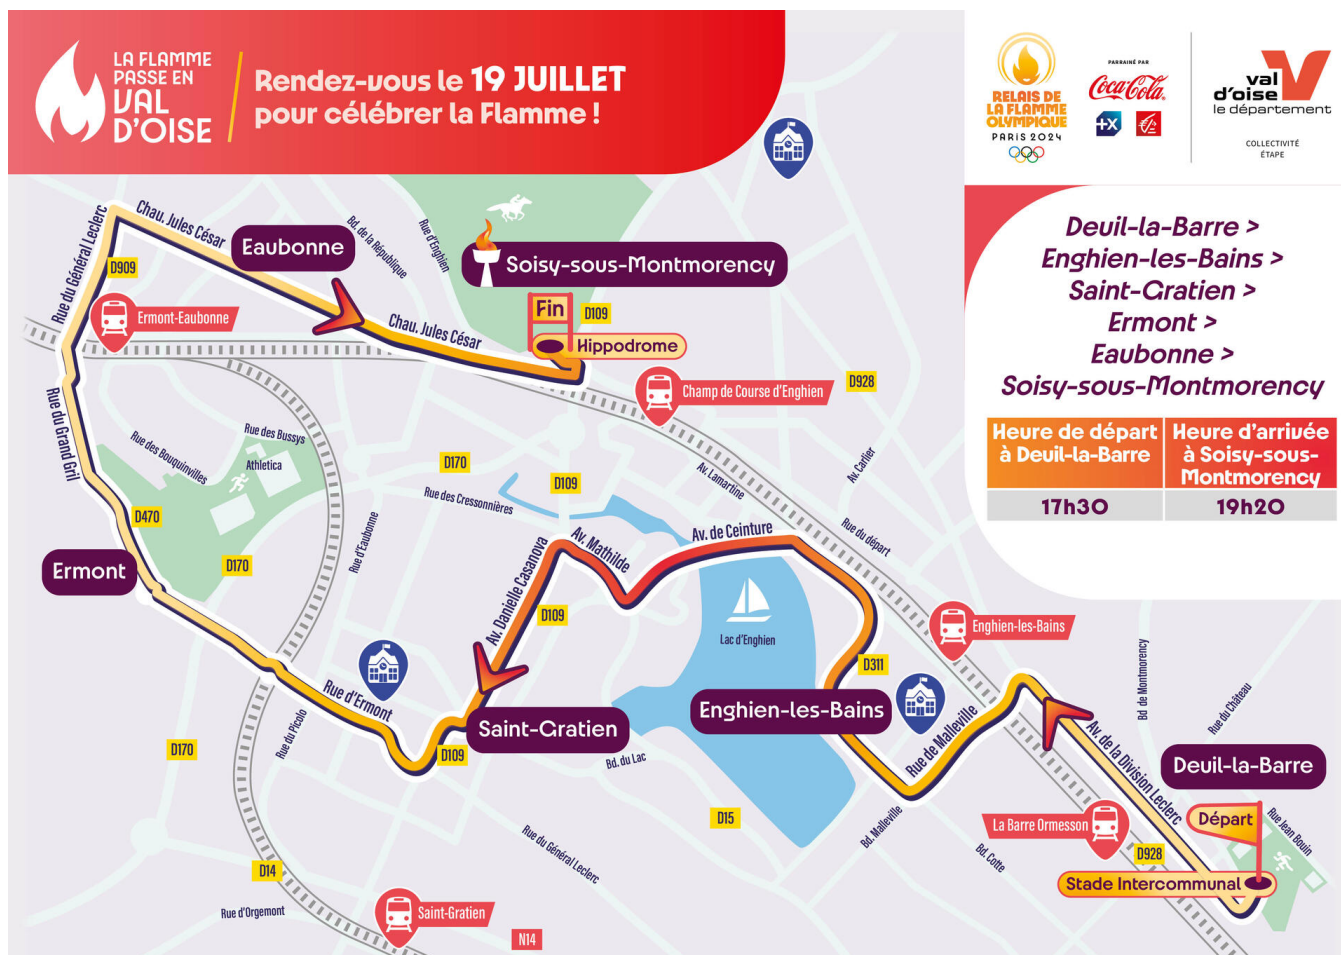 LA FLAMME
PASSE EN
VAL
D'OISE
Rendez-vous le 19 JUILLET
pour célébrer la Flamme !
RELAIS DE
LA FLAMME
OLYMPIQUE
PARIS 2024
PARRAINÉ PAR
Coca-Cola
val
d'oise
le département
COLLECTIVITÉ
ÉTAPE
Deuil-la-Barre >
Enghien-les-Bains >
Saint-Gratien >
Ermont >
Eaubonne >
Soisy-sous-Montmorency
Heure de départ
à Deuil-la-Barre
Heure d'arrivée
à Soisy-sous-
Montmorency
17h30
19h20
Rue du Général Leclerc
Chau. Jules César
Eaubonne
Bd. de la République
Rue d'Enghien
Soisy-sous-Montmorency
D909
Ermont-Eaubonne
Chau. Jules César
Fin
D109
Hippodrome
Champ de Course d'Enghien
D928
Rue du Grand Gril
Rue des Bouquinvilles
Rue des Bussys
Athletica
D170
D109
Rue des Cressonnières
Av. Lamartine
Av. Carlier
D470
Rue d'Eaubonne
Av. Mathilde
Av. de Ceinture
Rue du départ
Ermont
D170
Av. Danielle Casanova
D109
Lac d'Enghien
Enghien-les-Bains
D311
Rue d'Ermont
Rue du Picolo
Saint-Gratien
Enghien-les-Bains
Rue de Malleville
Bd de Montmorency
Rue du Château
D170
D109
Bd. du Lac
Av. de la Division Leclerc
Deuil-la-Barre
D15
Bd. Malleville
La Barre Ormesson
Départ
Rue Jean Bouin
Bd. Cotte
D928
Stade Intercommunal
D14
Rue du Général Leclerc
Rue d'Orgemont
Saint-Gratien
N14